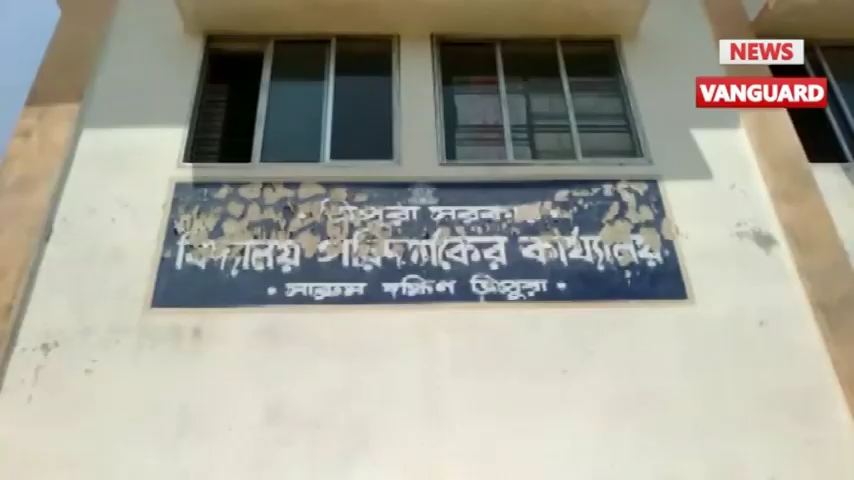 NEWS
VANGUARD
ত্রিপুরা সরকার
বিদ্যালয় পরিদর্শকের কার্য্যালয়
• সাব্রুম দক্ষিণ ত্রিপুরা •